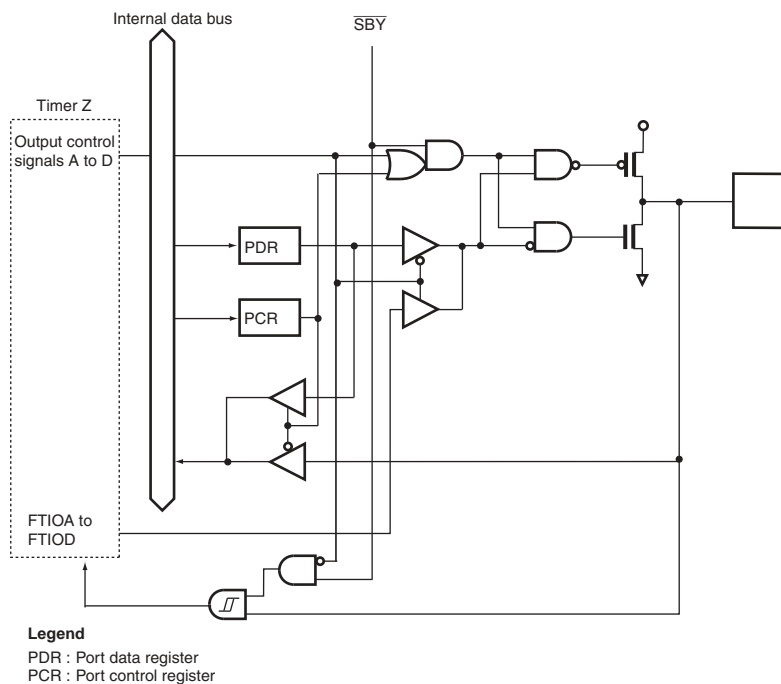 Internal data bus
SBY
Timer Z
Output control
signals A to D
PDR
PCR
FTIOA to
FTIOD
Legend
PDR : Port data register
PCR : Port control register